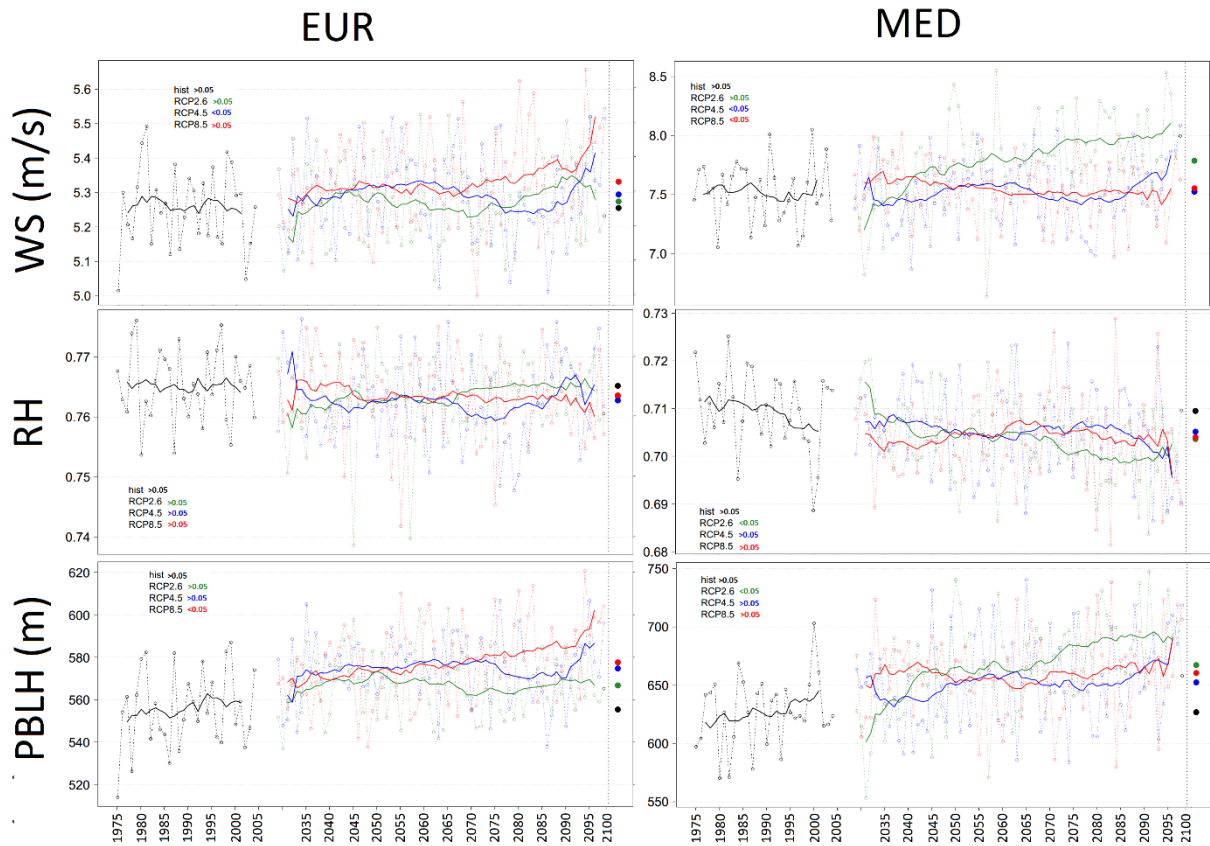 EUR
MED
WS (m/s)
5.6
5.5
5.4
5.3
5.2
5.1
5.0
hist >0.05
RCP2.6 >0.05
RCP4.5 <0.05
RCP8.5 >0.05
8.5
8.0
7.5
7.0
hist >0.05
RCP2.6 >0.05
RCP4.5 <0.05
RCP8.5 <0.05
RH
0.77
0.76
0.75
0.74
hist >0.05
RCP2.6 >0.05
RCP4.5 >0.05
RCP8.5 >0.05
0.73
0.72
0.71
0.70
0.69
0.68
hist >0.05
RCP2.6 <0.05
RCP4.5 >0.05
RCP8.5 >0.05
PBLH (m)
620
600
580
560
540
520
hist >0.05
RCP2.6 >0.05
RCP4.5 >0.05
RCP8.5 <0.05
750
700
650
600
550
hist >0.05
RCP2.6 <0.05
RCP4.5 >0.05
RCP8.5 >0.05
1975 1980 1985 1990 1995 2000 2005 2035 2040 2045 2050 2055 2060 2065 2070 2075 2080 2085 2090 2095 2100
1975 1980 1985 1990 1995 2000 2005 2035 2040 2045 2050 2055 2060 2065 2070 2075 2080 2085 2090 2095 2100